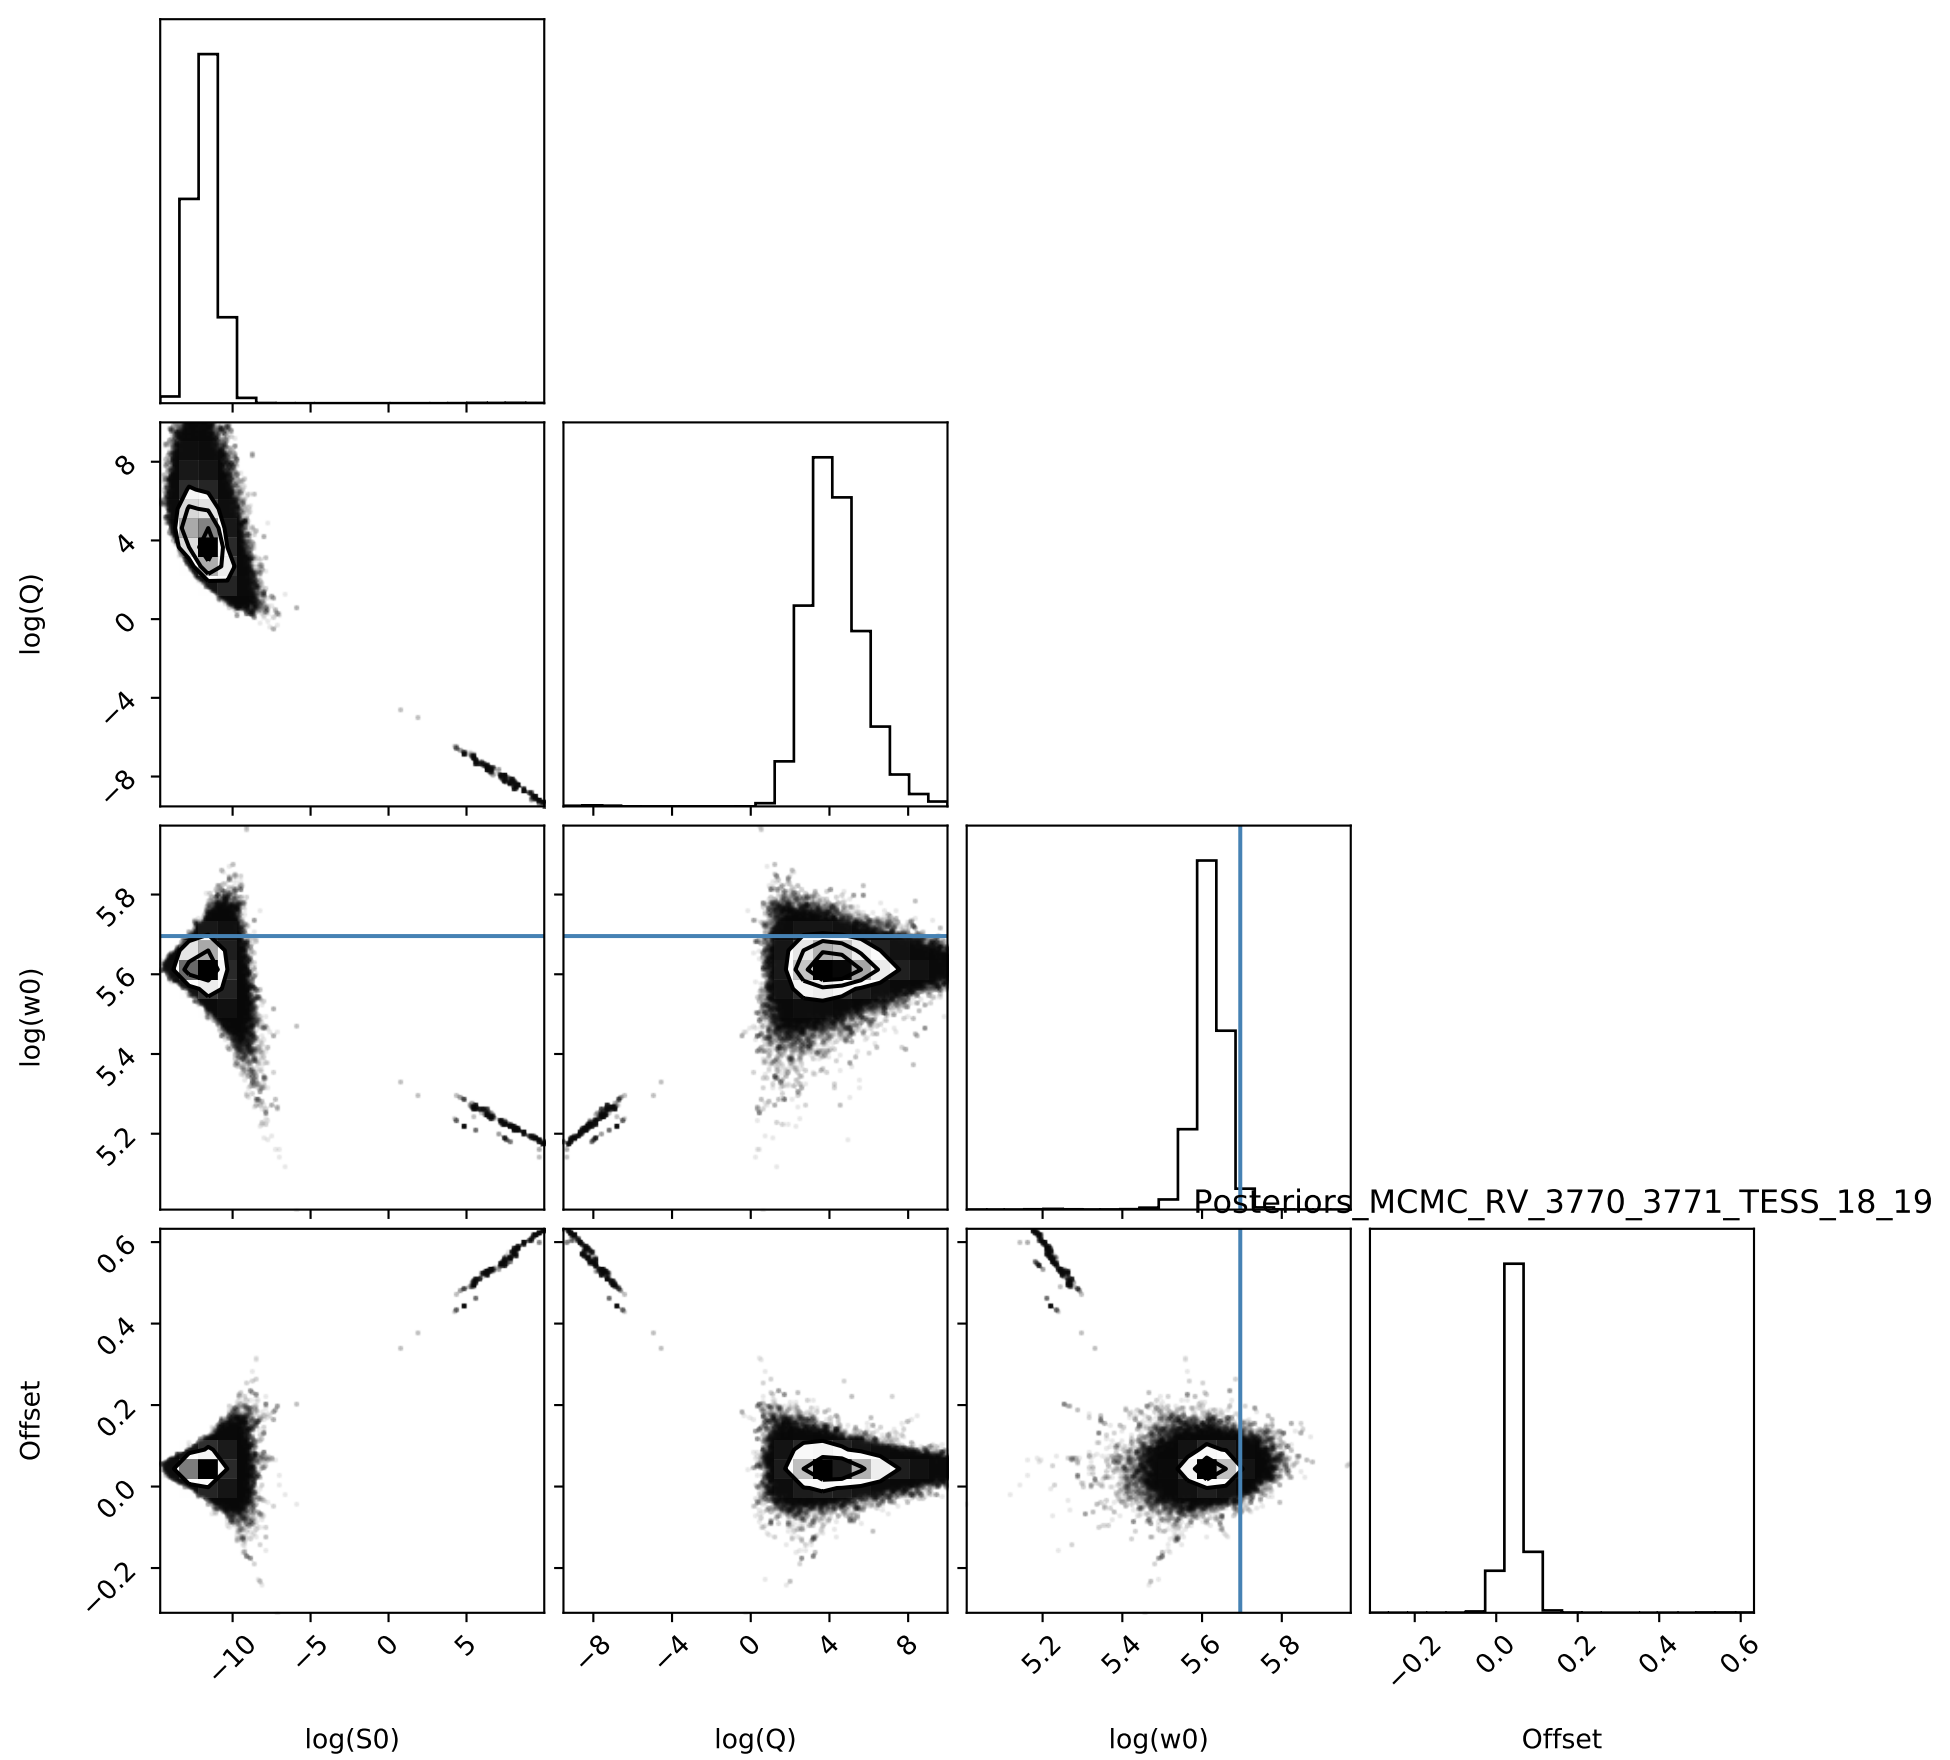 log(Q)
8
4
0
−4
−8
log(w0)
5.8
5.6
5.4
5.2
Posteriors_MCMC_RV_3770_3771_TESS_18_19
Offset
0.6
0.4
0.2
0.0
−0.2
−10 −5 0 5
−8 −4 0 4 8
5.2 5.4 5.6 5.8
−0.2 0.0 0.2 0.4 0.6
log(S0) log(Q) log(w0) Offset